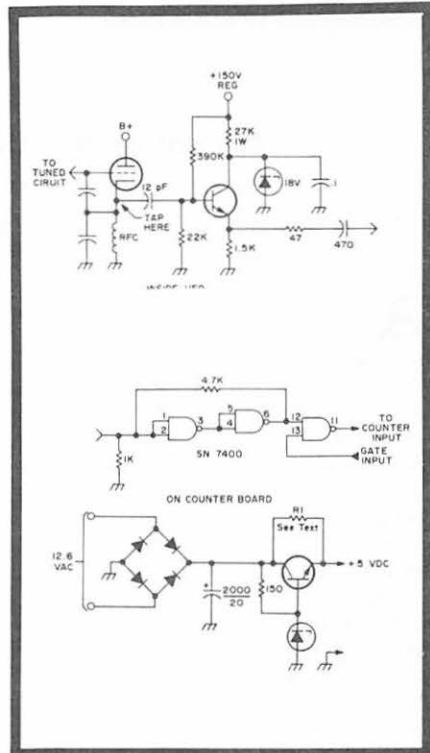 +150V
REG
B+
27K
1W
TO
TUNED
CIRUIT
390K
12 pF
18V
.1
TAP
HERE
RFC
22K
1.5K
47
470
4.7K
1
2
3
5
4
6
12
13
11
TO
COUNTER
INPUT
GATE
INPUT
1K
SN 7400
ON COUNTER BOARD
R1
See Text
12.6
VAC
+5 VDC
+
2000
20
150